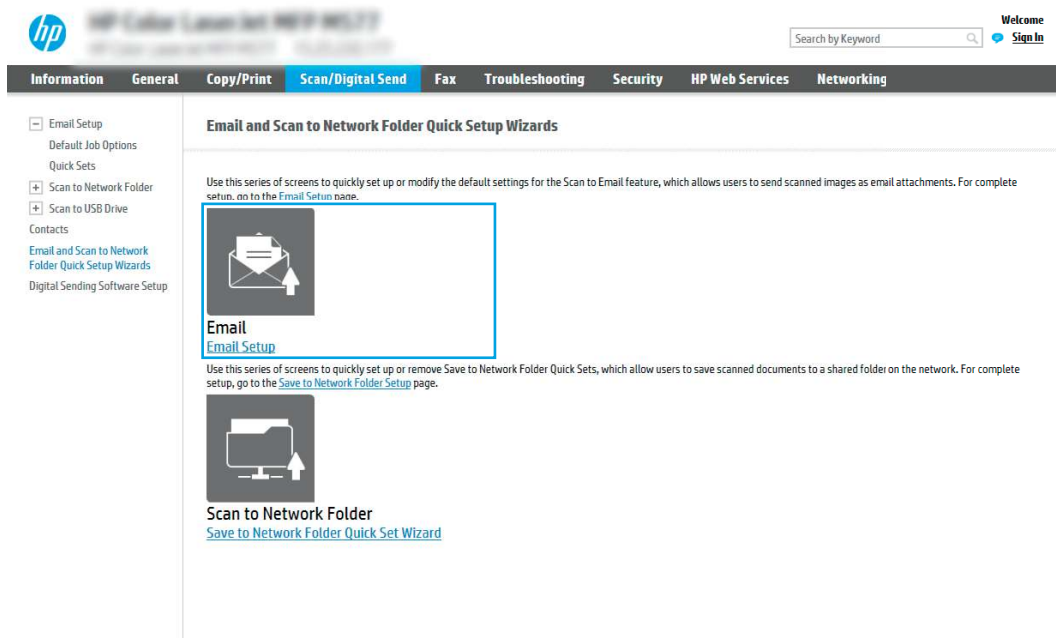 hp
Welcome
Search by Keyword
Sign In
Information General Copy/Print Scan/Digital Send Fax Troubleshooting Security HP Web Services Networking
Email Setup
Default Job Options
Quick Sets
Scan to Network Folder
Scan to USB Drive
Contacts
Email and Scan to Network
Folder Quick Setup Wizards
Digital Sending Software Setup
Email and Scan to Network Folder Quick Setup Wizards
Use this series of screens to quickly set up or modify the default settings for the Scan to Email feature, which allows users to send scanned images as email attachments. For complete
setup, go to the Email Setup page.
Email
Email Setup
Use this series of screens to quickly set up or remove Save to Network Folder Quick Sets, which allow users to save scanned documents to a shared folder on the network. For complete
setup, go to the Save to Network Folder Setup page.
Scan to Network Folder
Save to Network Folder Quick Set Wizard